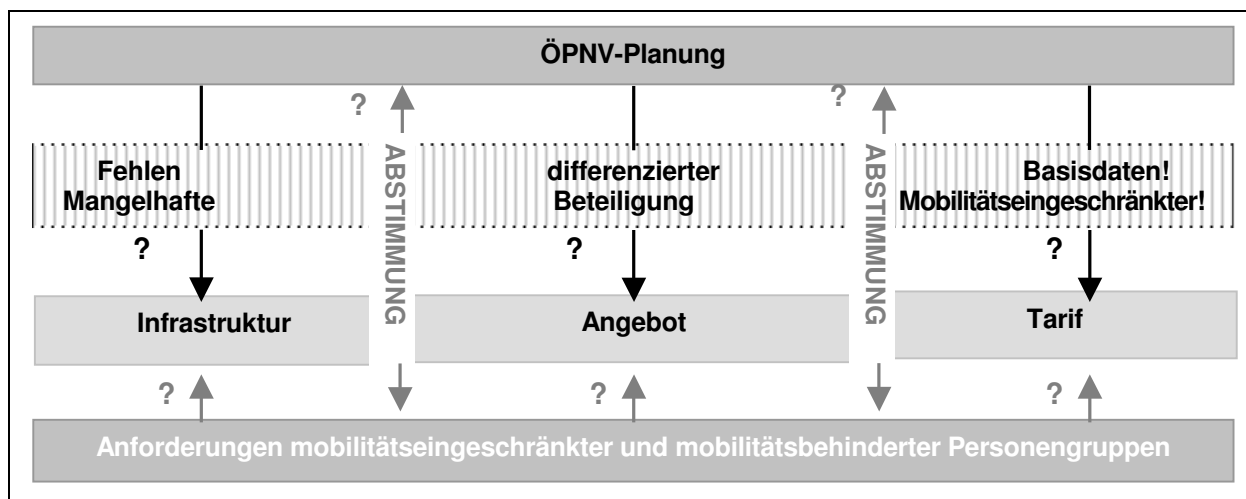 ÖPNV-Planung
? ?
Fehlen differenzierter Basisdaten!
Mangelhafte Beteiligung Mobilitätseingeschränkter!
ABSTIMMUNG
ABSTIMMUNG
? ? ?
Infrastruktur Angebot Tarif
? ? ?
Anforderungen mobilitätseingeschränkter und mobilitätsbehinderter Personengruppen